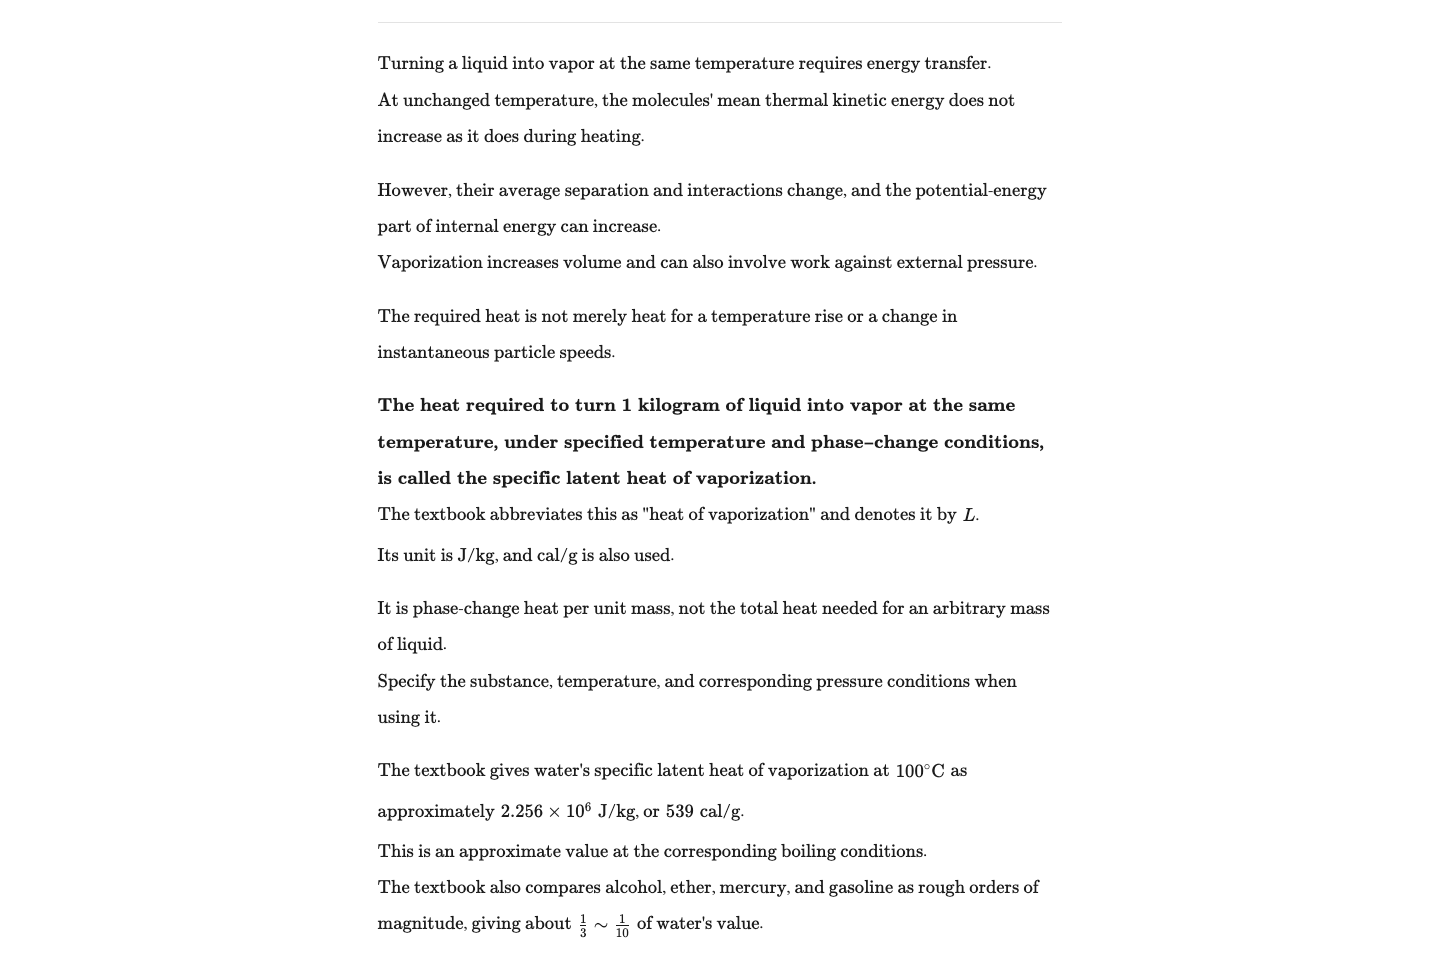 Turning a liquid into vapor at the same temperature requires energy transfer.
At unchanged temperature, the molecules' mean thermal kinetic energy does not
increase as it does during heating.
However, their average separation and interactions change, and the potential-energy
part of internal energy can increase.
Vaporization increases volume and can also involve work against external pressure.
The required heat is not merely heat for a temperature rise or a change in
instantaneous particle speeds.
The heat required to turn 1 kilogram of liquid into vapor at the same
temperature, under specified temperature and phase-change conditions,
is called the specific latent heat of vaporization.
The textbook abbreviates this as "heat of vaporization" and denotes it by L.
Its unit is J/kg, and cal/g is also used.
It is phase-change heat per unit mass, not the total heat needed for an arbitrary mass
of liquid.
Specify the substance, temperature, and corresponding pressure conditions when
using it.
The textbook gives water's specific latent heat of vaporization at 100°C as
approximately 2.256 × 10⁶ J/kg, or 539 cal/g.
This is an approximate value at the corresponding boiling conditions.
The textbook also compares alcohol, ether, mercury, and gasoline as rough orders of
magnitude, giving about 1/3 ∼ 1/10 of water's value.